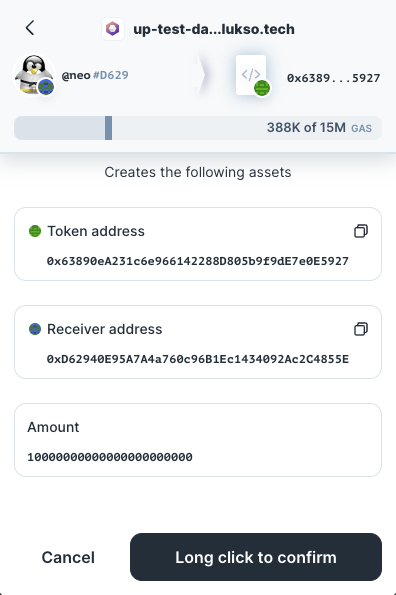 up-test-da...lukso.tech
@neo #D629
</>
0x6389...5927
388K of 15M GAS
Creates the following assets
Token address
0x63890eA231c6e966142288D805b9f9dE7e0E5927
Receiver address
0xD62940E95A7A4a760c96B1Ec1434092Ac2C4855E
Amount
10000000000000000000000
Cancel
Long click to confirm